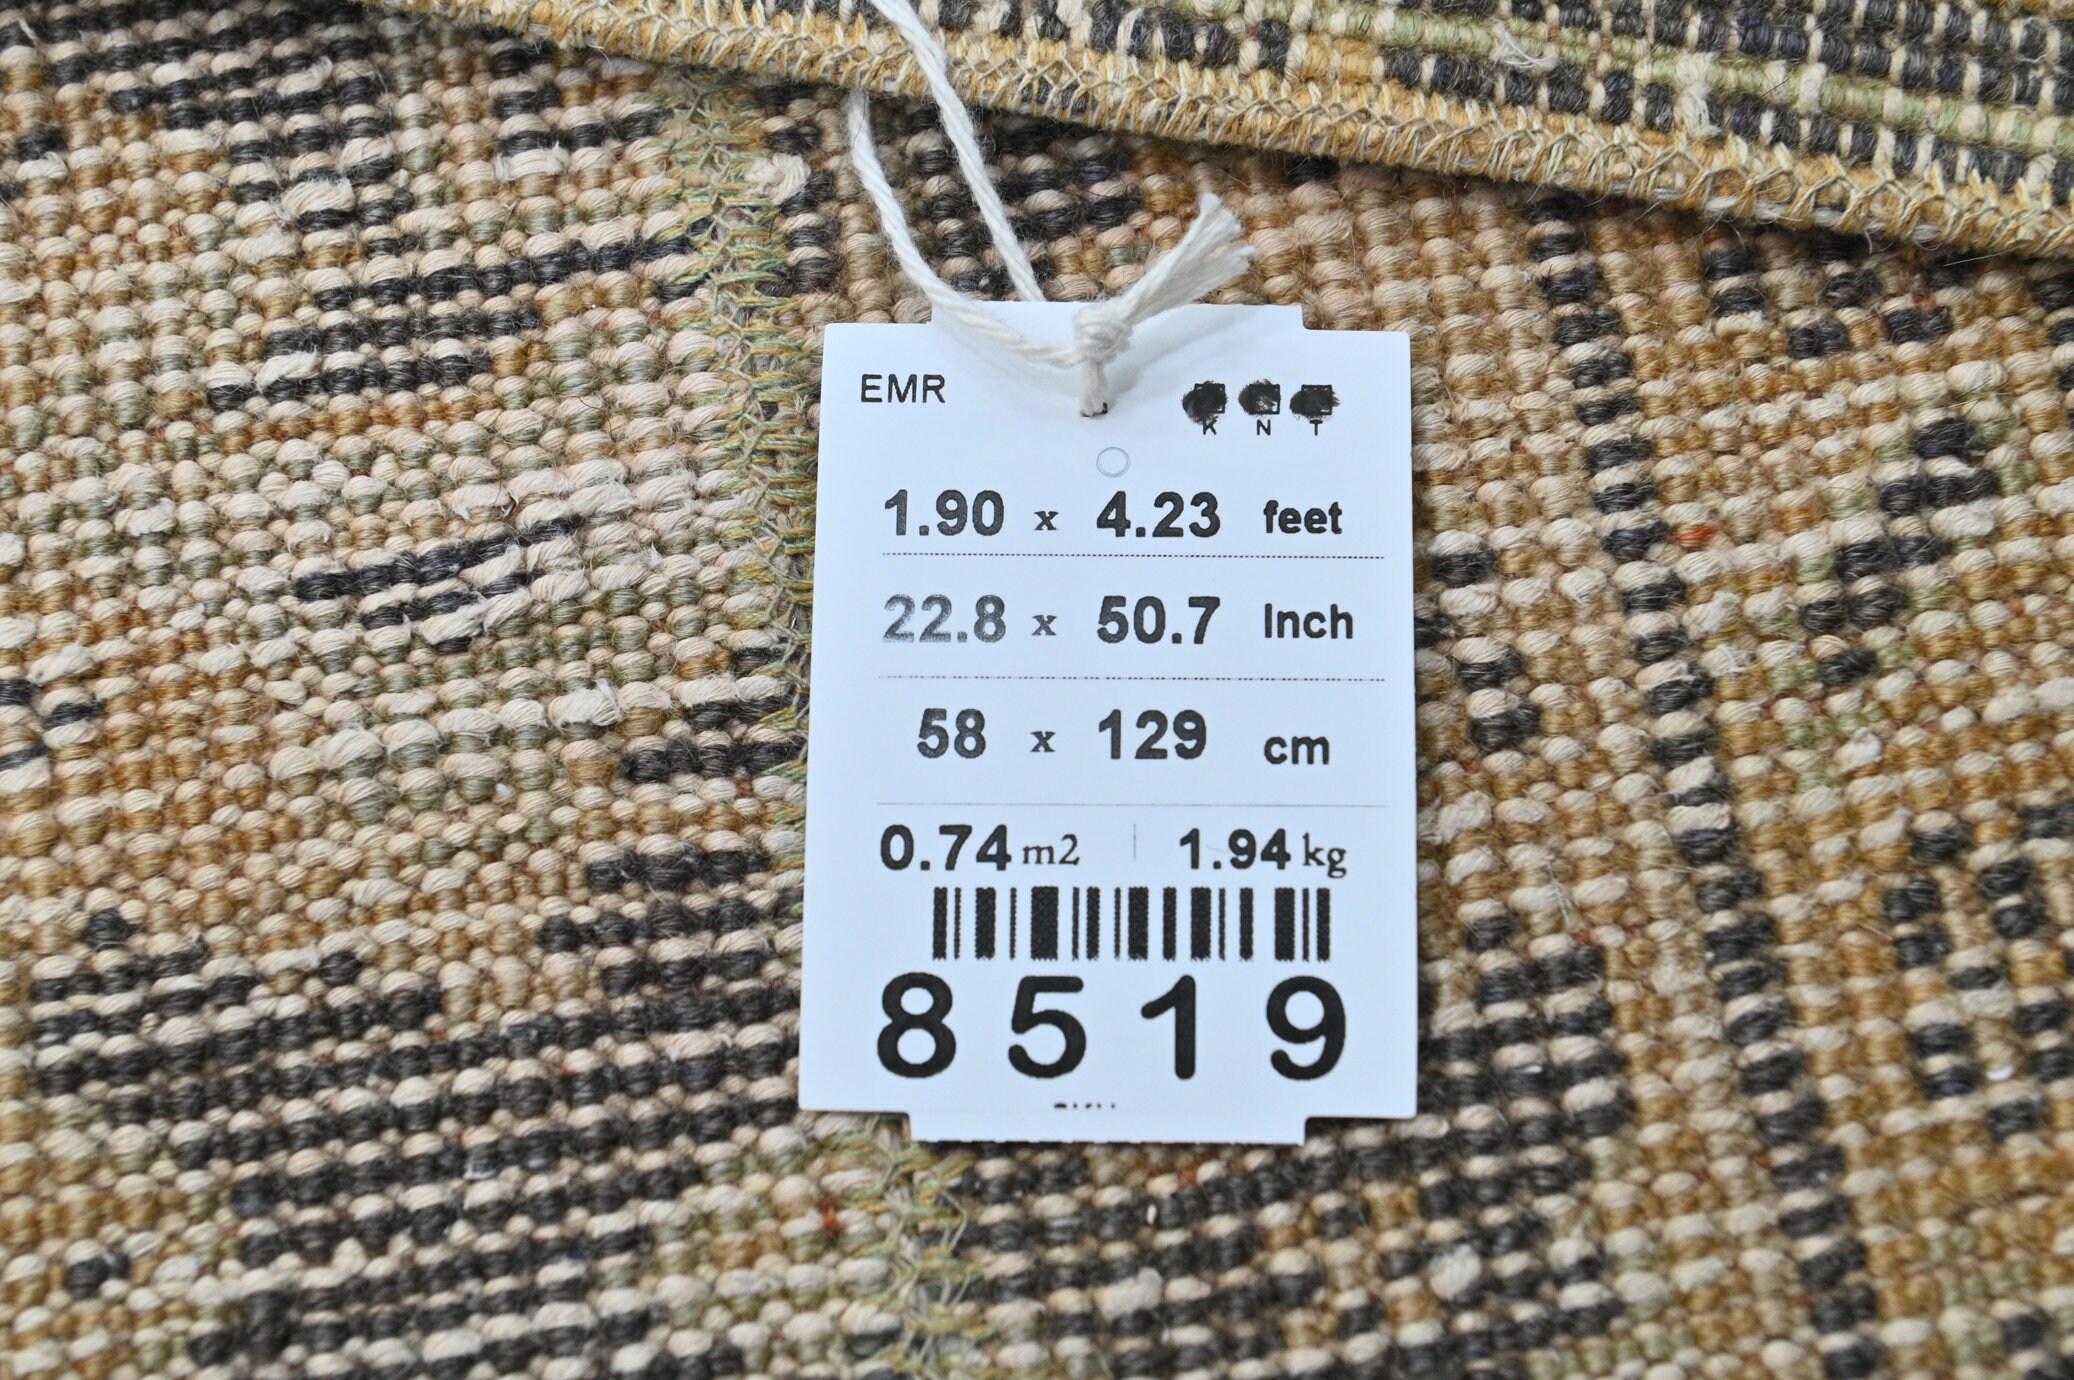 EMR
K N T
1.90 x 4.23 feet
22.8 x 50.7 Inch
58 x 129 cm
0.74 m2 | 1.94 kg
8519